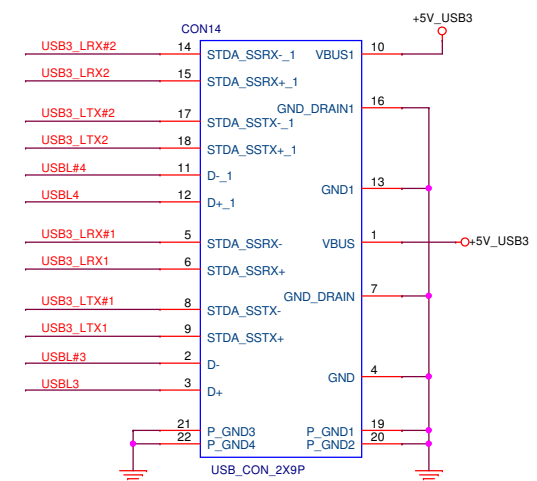 +5V_USB3
CON14
USB3_LRX#2 14 STDA_SSRX-_1 VBUS1 10
USB3_LRX2 15 STDA_SSRX+_1
GND_DRAIN1 16
USB3_LTX#2 17 STDA_SSTX-_1
USB3_LTX2 18 STDA_SSTX+_1
USBL#4 11 D-_1
GND1 13
USBL4 12 D+_1
USB3_LRX#1 5 STDA_SSRX- VBUS 1 +5V_USB3
USB3_LRX1 6 STDA_SSRX+
GND_DRAIN 7
USB3_LTX#1 8 STDA_SSTX-
USB3_LTX1 9 STDA_SSTX+
USBL#3 2 D-
GND 4
USBL3 3 D+
21 P_GND3 P_GND1 19
22 P_GND4 P_GND2 20
USB_CON_2X9P